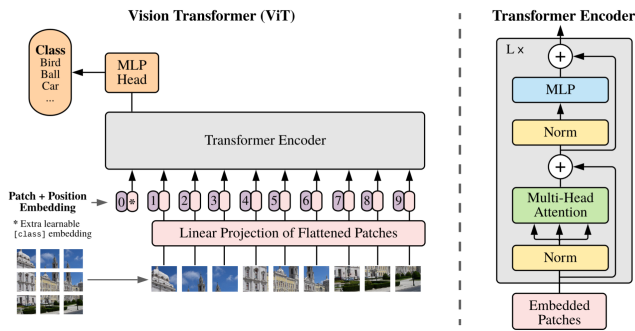 Vision Transformer (ViT)
Class
Bird
Ball
Car
...
MLP
Head
Transformer Encoder
Patch + Position
Embedding
0 * 1 2 3 4 5 6 7 8 9
* Extra learnable
[class] embedding
Linear Projection of Flattened Patches
Transformer Encoder
L ×
+
MLP
Norm
+
Multi-Head
Attention
Norm
Embedded
Patches